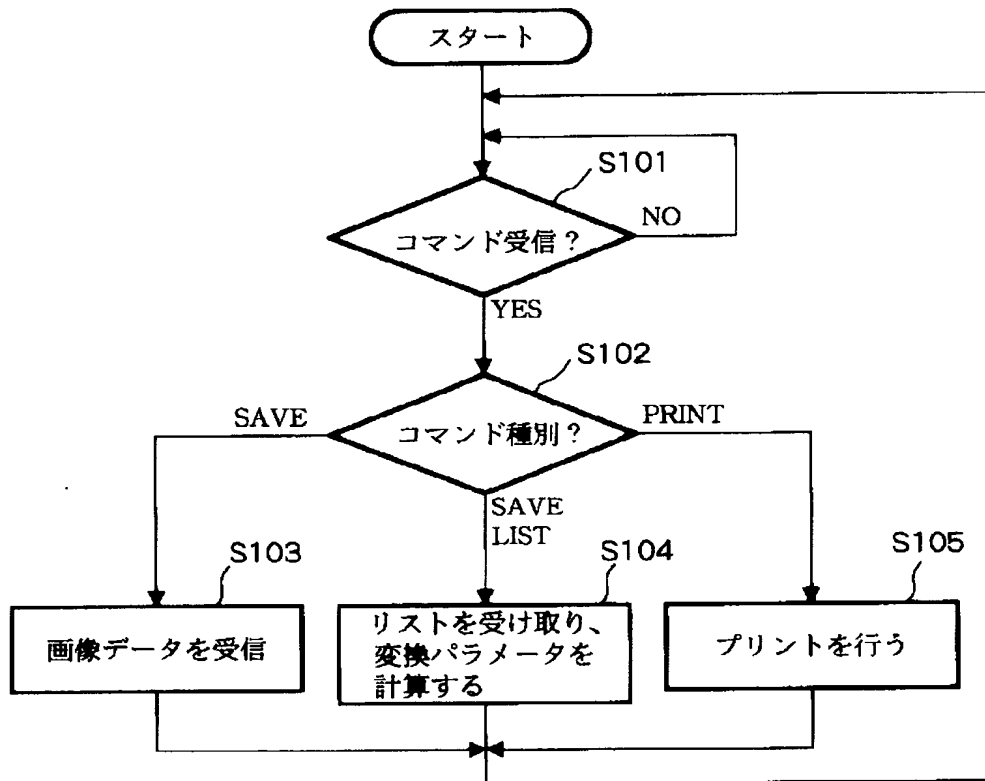 スタート
S101
コマンド受信?
NO
YES
S102
SAVE
コマンド種別?
PRINT
SAVE
LIST
S103
画像データを受信
S104
リストを受け取り、
変換パラメータを
計算する
S105
プリントを行う